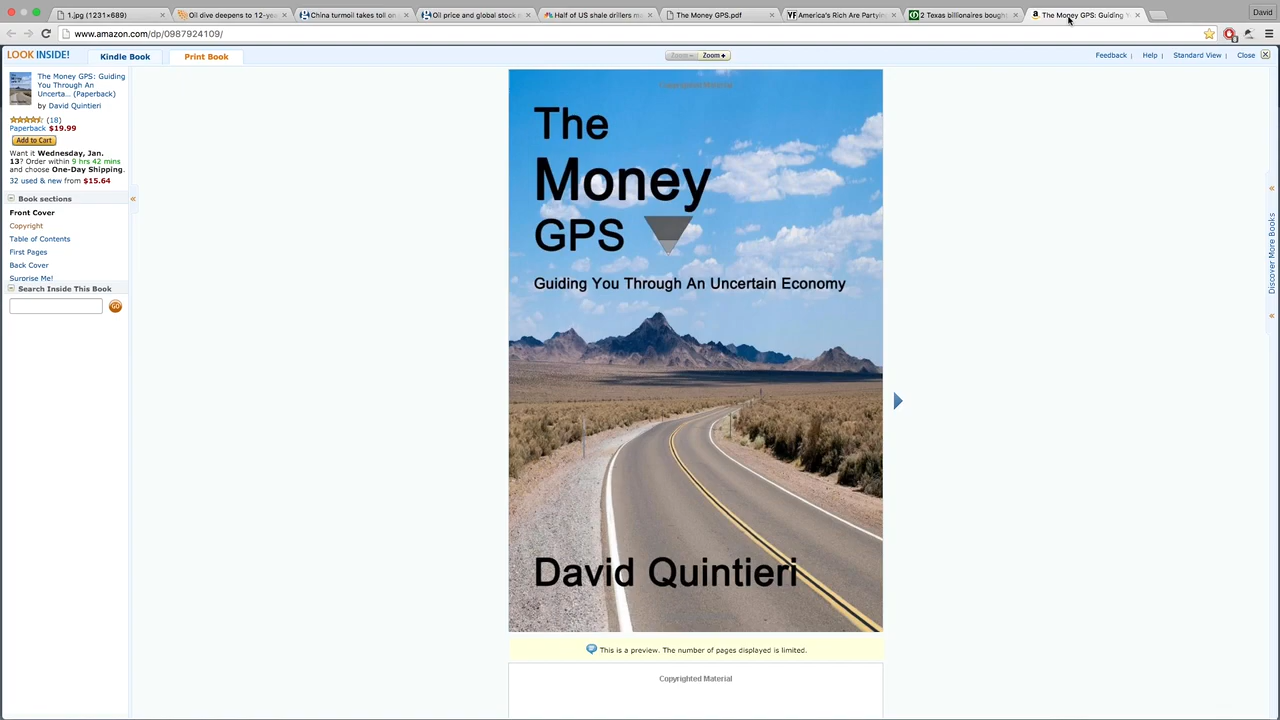 1.jpg (1231×689)
Oil dive deepens to 12-yea
China turmoil takes toll on
Oil price and global stock
Half of US shale drillers m
The Money GPS.pdf
America's Rich Are Partyin
2 Texas billionaires bough
The Money GPS: Guiding Y
David
www.amazon.com/dp/0987924109/
LOOK INSIDE!
Kindle Book
Print Book
Zoom -
Zoom +
Feedback |
Help |
Standard View |
Close
The Money GPS: Guiding
You Through An
Uncerta... (Paperback)
by David Quintieri
(18)
Paperback $19.99
Add to Cart
Want it Wednesday, Jan.
13? Order within 9 hrs 42 mins
and choose One-Day Shipping.
32 used & new from $15.64
Book sections
Front Cover
Copyright
Table of Contents
First Pages
Back Cover
Surprise Me!
Search Inside This Book
GO
Copyrighted Material
The
Money
GPS
Guiding You Through An Uncertain Economy
David Quintieri
This is a preview. The number of pages displayed is limited.
Copyrighted Material
Discover More Books